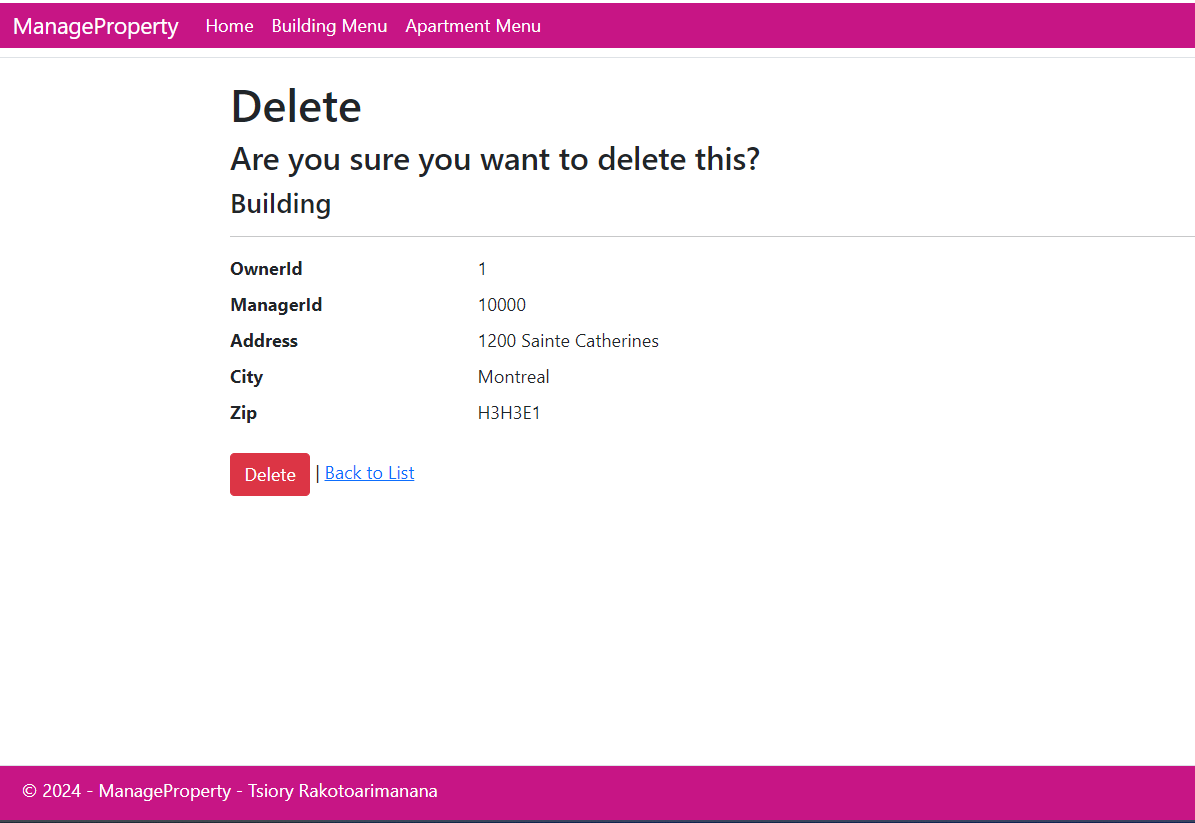 ManageProperty Home Building Menu Apartment Menu
Delete
Are you sure you want to delete this?
Building
OwnerId 1
ManagerId 10000
Address 1200 Sainte Catherines
City Montreal
Zip H3H3E1
Delete | Back to List
© 2024 - ManageProperty - Tsiory Rakotoarimanana